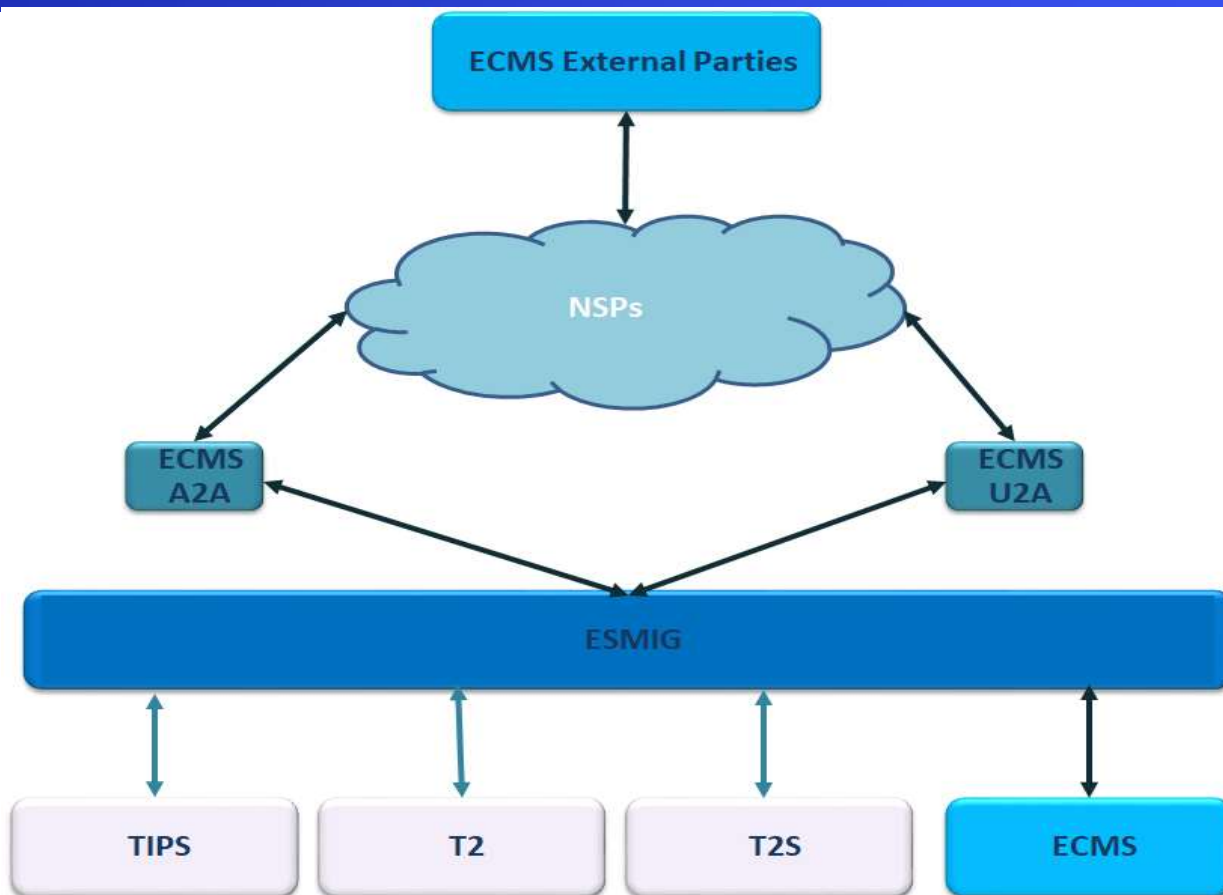 ECMS External Parties
NSPs
ECMS
A2A
ECMS
U2A
ESMIG
TIPS
T2
T2S
ECMS